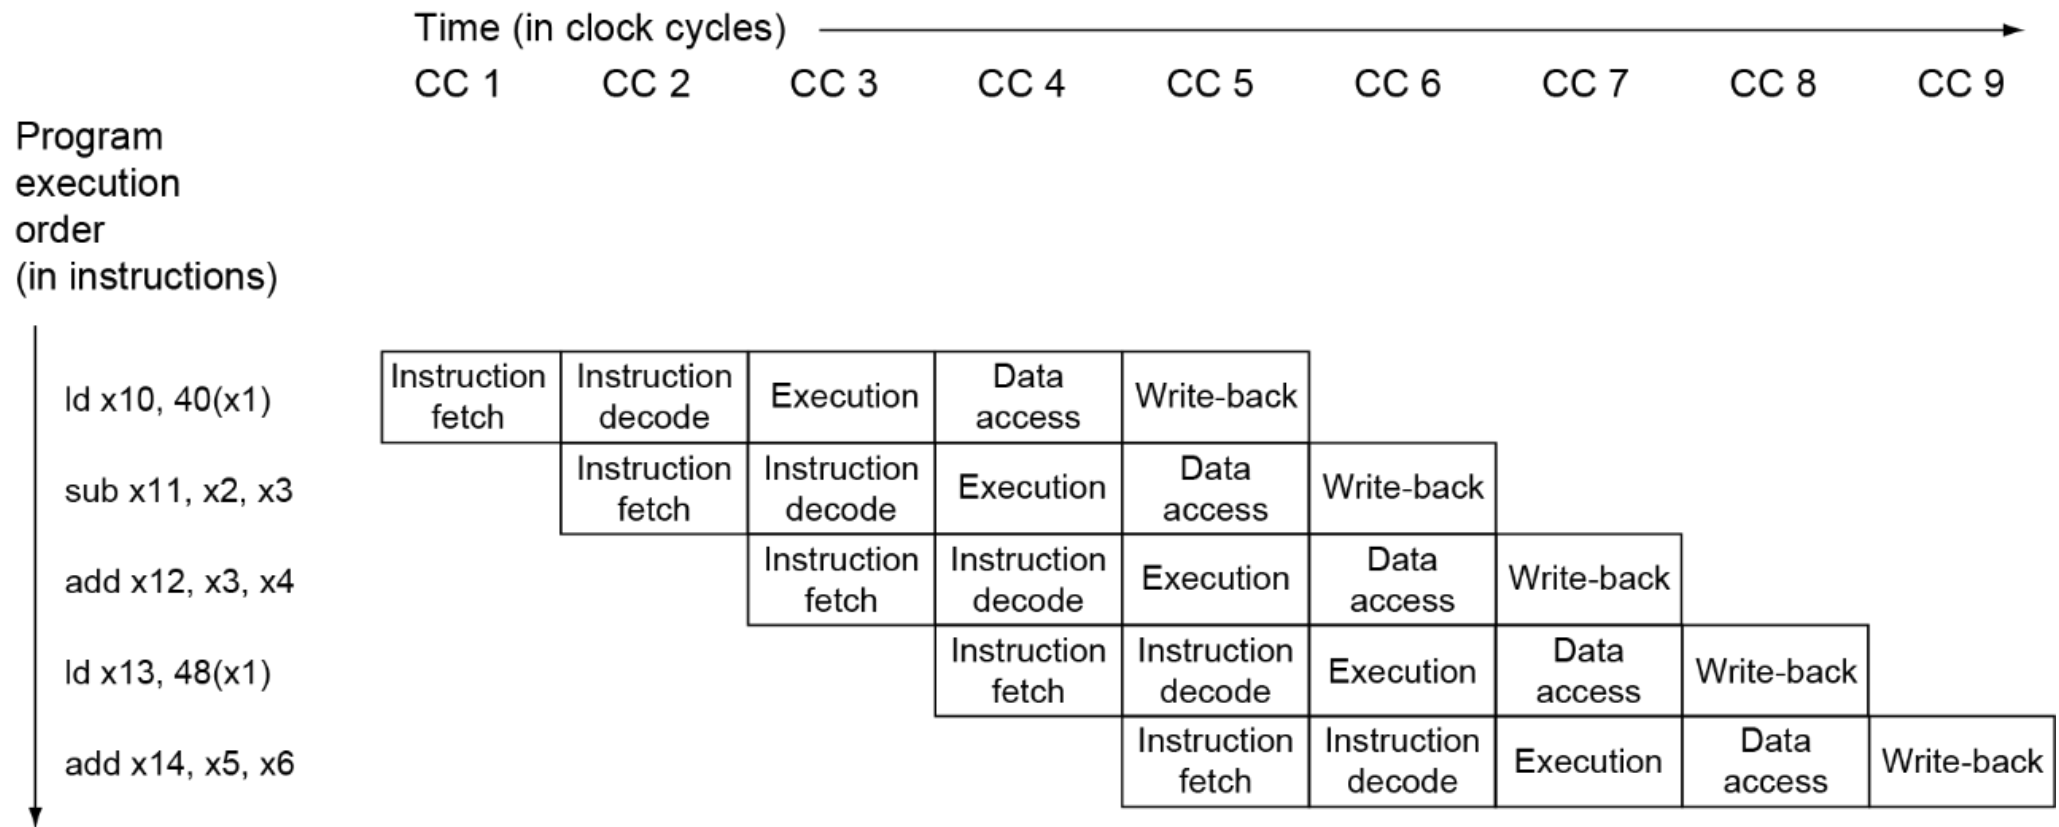 Time (in clock cycles)
CC 1 CC 2 CC 3 CC 4 CC 5 CC 6 CC 7 CC 8 CC 9
Program
execution
order
(in instructions)
ld x10, 40(x1)
Instruction
fetch
Instruction
decode
Execution
Data
access
Write-back
sub x11, x2, x3
Instruction
fetch
Instruction
decode
Execution
Data
access
Write-back
add x12, x3, x4
Instruction
fetch
Instruction
decode
Execution
Data
access
Write-back
ld x13, 48(x1)
Instruction
fetch
Instruction
decode
Execution
Data
access
Write-back
add x14, x5, x6
Instruction
fetch
Instruction
decode
Execution
Data
access
Write-back